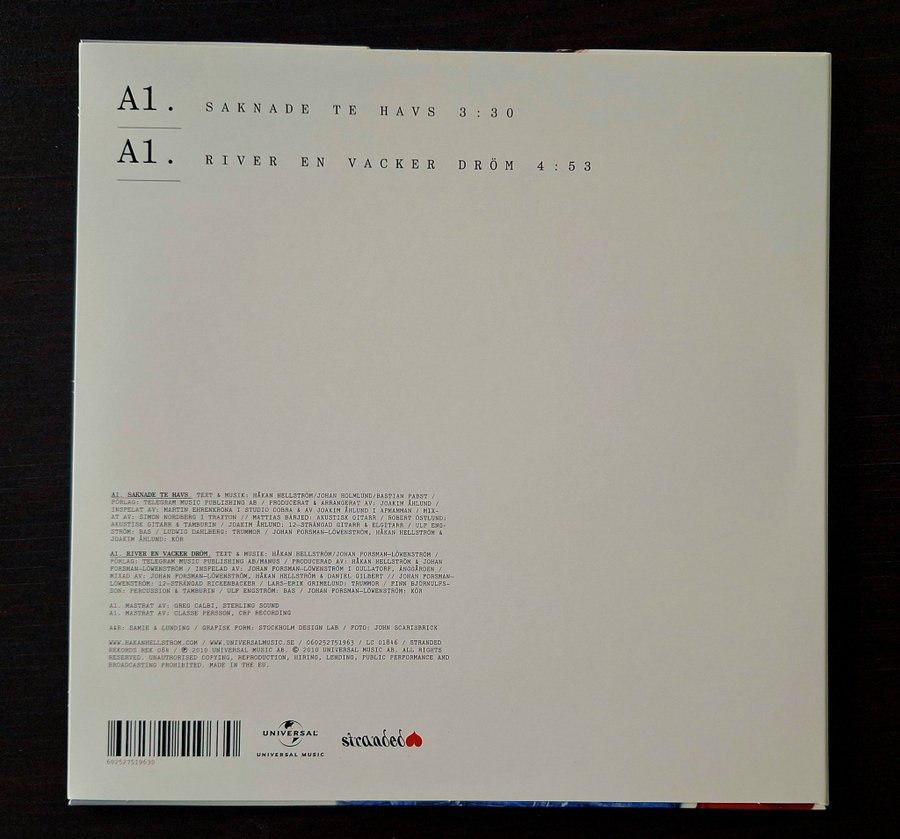 A1. SAKNADE TE HAVS 3:30
A1. RIVER EN VACKER DRÖM 4:53
A1. SAKNADE TE HAVS. TEXT & MUSIK: HÅKAN HELLSTRÖM/JOHAN HOLMLUND/BASTIAN PABST /
FÖRLAG: TELEGRAM MUSIC PUBLISHING AB / PRODUCERAT & ARRANGERAT AV: JOAKIM ÅHLUND /
INSPELAT AV: MARTIN EHRENKRONA I STUDIO COBRA & AV JOAKIM ÅHLUND I APMAMMAN / MIX-
AT AV: SIMON NORDBERG I TRAXTON // MATTIAS BÄRJED: AKUSTISK GITARR / ROBERT ÖSTLUND:
AKUSTISK GITARR & TAMBURIN / JOAKIM ÅHLUND: 12-STRÄNGAD GITARR & ELGITARR / ULF ENG-
STRÖM: BAS / LUDWIG DAHLBERG: TRUMMOR / JOHAN FORSMAN-LÖWENSTRÖM, HÅKAN HELLSTRÖM &
JOAKIM ÅHLUND: KÖR
A1. RIVER EN VACKER DRÖM. TEXT & MUSIK: HÅKAN HELLSTRÖM/JOHAN FORSMAN-LÖWENSTRÖM /
FÖRLAG: TELEGRAM MUSIC PUBLISHING AB/MANUS / PRODUCERAD AV: HÅKAN HELLSTRÖM & JOHAN
FORSMAN-LÖWENSTRÖM / INSPELAD AV: JOHAN FORSMAN-LÖWENSTRÖM I GULLATORP, ÄNGGÅRDEN /
MIXAD AV: JOHAN FORSMAN-LÖWENSTRÖM, HÅKAN HELLSTRÖM & DANIEL GILBERT // JOHAN FORSMAN-
LÖWENSTRÖM: 12-STRÄNGAD RICKENBACKER / LARS-ERIK GRIMELUND: TRUMMOR / FINN BJÖRNULFS-
SON: PERCUSSION & TAMBURIN / ULF ENGSTRÖM: BAS / JOHAN FORSMAN-LÖWENSTRÖM: KÖR
A1. MASTRAT AV: GREG CALBI, STERLING SOUND
A1. MASTRAT AV: CLASSE PERSSON, CRP RECORDING
A&R: SAMIE & LUNDING / GRAFISK FORM: STOCKHOLM DESIGN LAB / FOTO: JOHN SCARISBRICK
WWW.HAKANHELLSTROM.COM / WWW.UNIVERSALMUSIC.SE / 060252751963 / LC 01846 / STRANDED
REKORDS REK 084 / ℗ 2010 UNIVERSAL MUSIC AB. © 2010 UNIVERSAL MUSIC AB. ALL RIGHTS
RESERVED. UNAUTHORISED COPYING, REPRODUCTION, HIRING, LENDING, PUBLIC PERFORMANCE AND
BROADCASTING PROHIBITED. MADE IN THE EU.
602527519630
UNIVERSAL
UNIVERSAL MUSIC
stranded